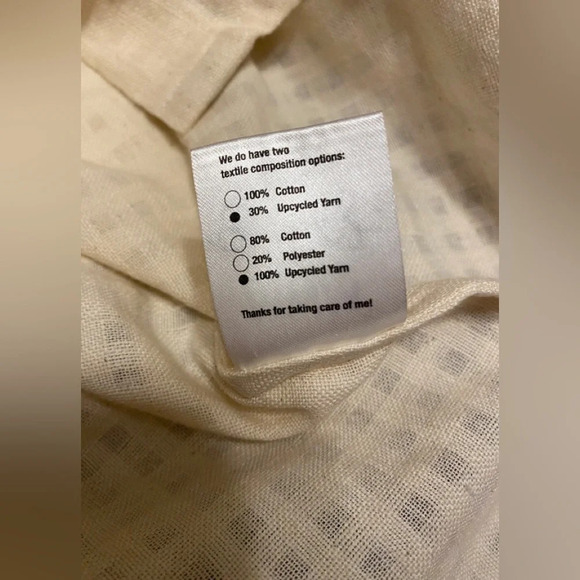 We do have two
textile composition options:
100% Cotton
30% Upcycled Yarn
80% Cotton
20% Polyester
100% Upcycled Yarn
Thanks for taking care of me!